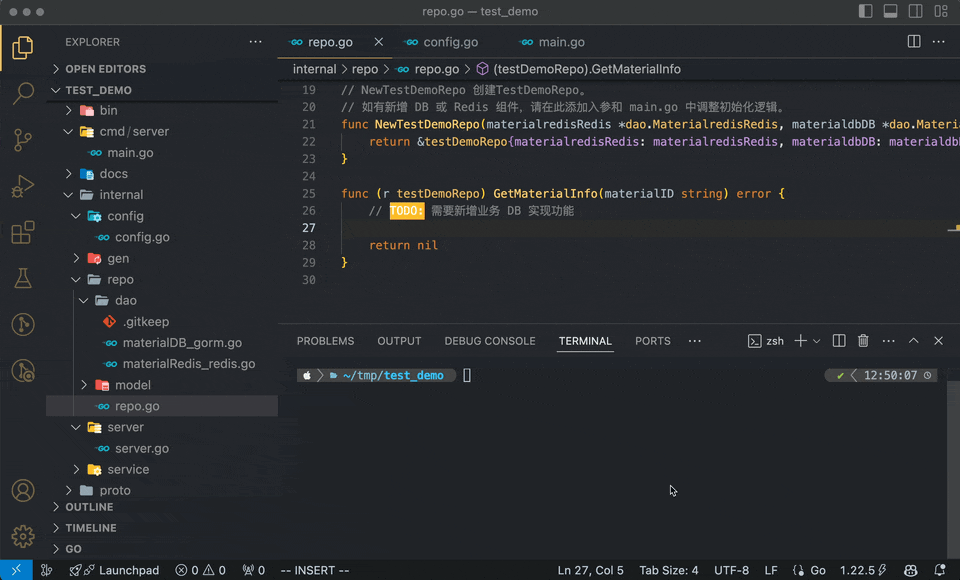 repo.go — test_demo
EXPLORER
OPEN EDITORS
TEST_DEMO
bin
cmd/server
main.go
docs
internal
config
config.go
gen
repo
dao
.gitkeep
materialDB_gorm.go
materialRedis_redis.go
model
repo.go
server
server.go
service
proto
OUTLINE
TIMELINE
GO
repo.go
config.go
main.go
internal > repo > repo.go > (testDemoRepo).GetMaterialInfo
19 // NewTestDemoRepo 创建TestDemoRepo。
20 // 如有新增 DB 或 Redis 组件，请在此添加入参和 main.go 中调整初始化逻辑。
21 func NewTestDemoRepo(materialredisRedis *dao.MaterialredisRedis, materialdbDB *dao.Materia
22 return &testDemoRepo{materialredisRedis: materialredisRedis, materialdbDB: materialdb
23 }
24
25 func (r testDemoRepo) GetMaterialInfo(materialID string) error {
26 // TODO: 需要新增业务 DB 实现功能
27
28 return nil
29 }
30
PROBLEMS OUTPUT DEBUG CONSOLE TERMINAL PORTS
zsh
~/tmp/test_demo
✔ 12:50:07
Launchpad 0 0 0 -- INSERT -- Ln 27, Col 5 Tab Size: 4 UTF-8 LF Go 1.22.5